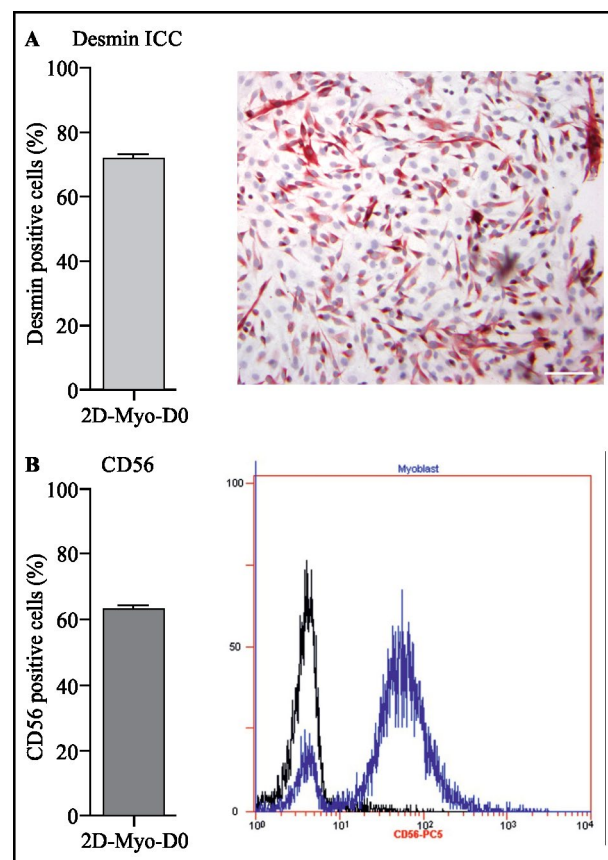 A Desmin ICC
Desmin positive cells (%)
100
80
60
40
20
0
2D-Myo-D0
B CD56
CD56 positive cells (%)
100
80
60
40
20
0
2D-Myo-D0
Myoblast
100
50
0
10⁰ 10¹ 10² 10³ 10⁴
CD56-PC5